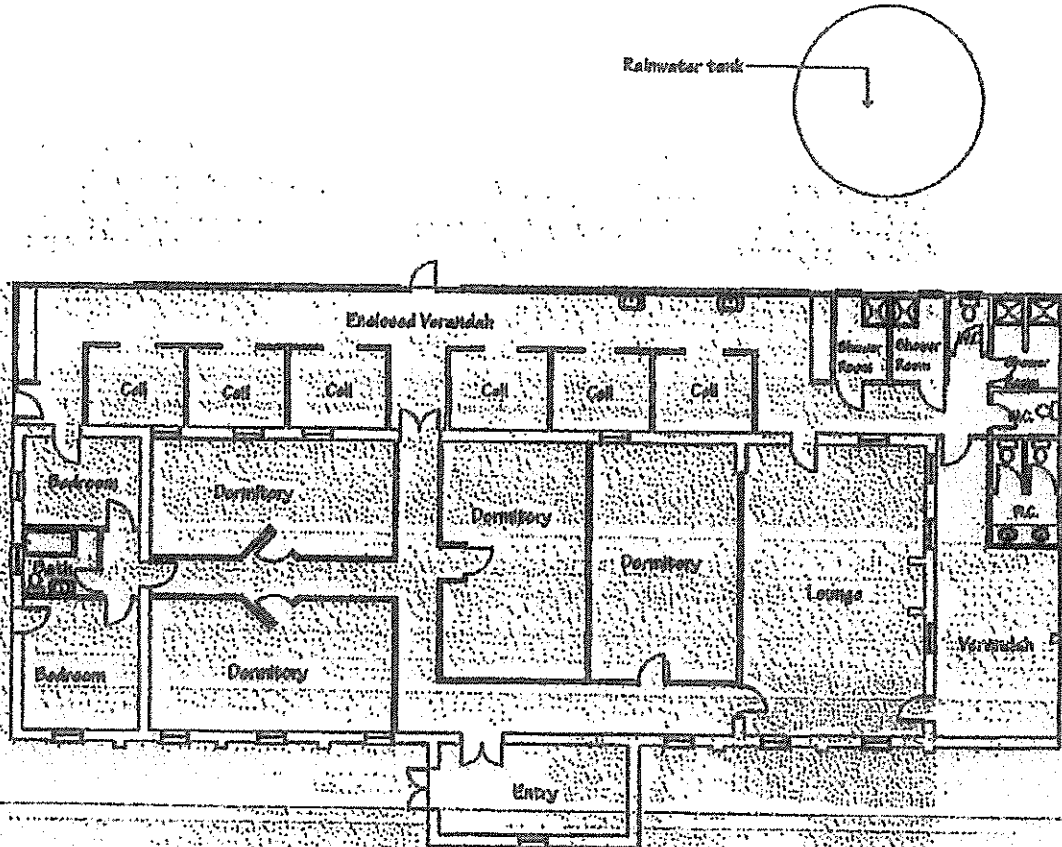 Rainwater tank
Enclosed Verandah
Cell
Cell
Cell
Cell
Cell
Cell
Shower
Room
Shower
Room
W.C.
Shower
Room
W.C.
Bedroom
Dormitory
Dormitory
Dormitory
W.C.
Bath
Lounge
Verandah
Bedroom
Dormitory
Entry